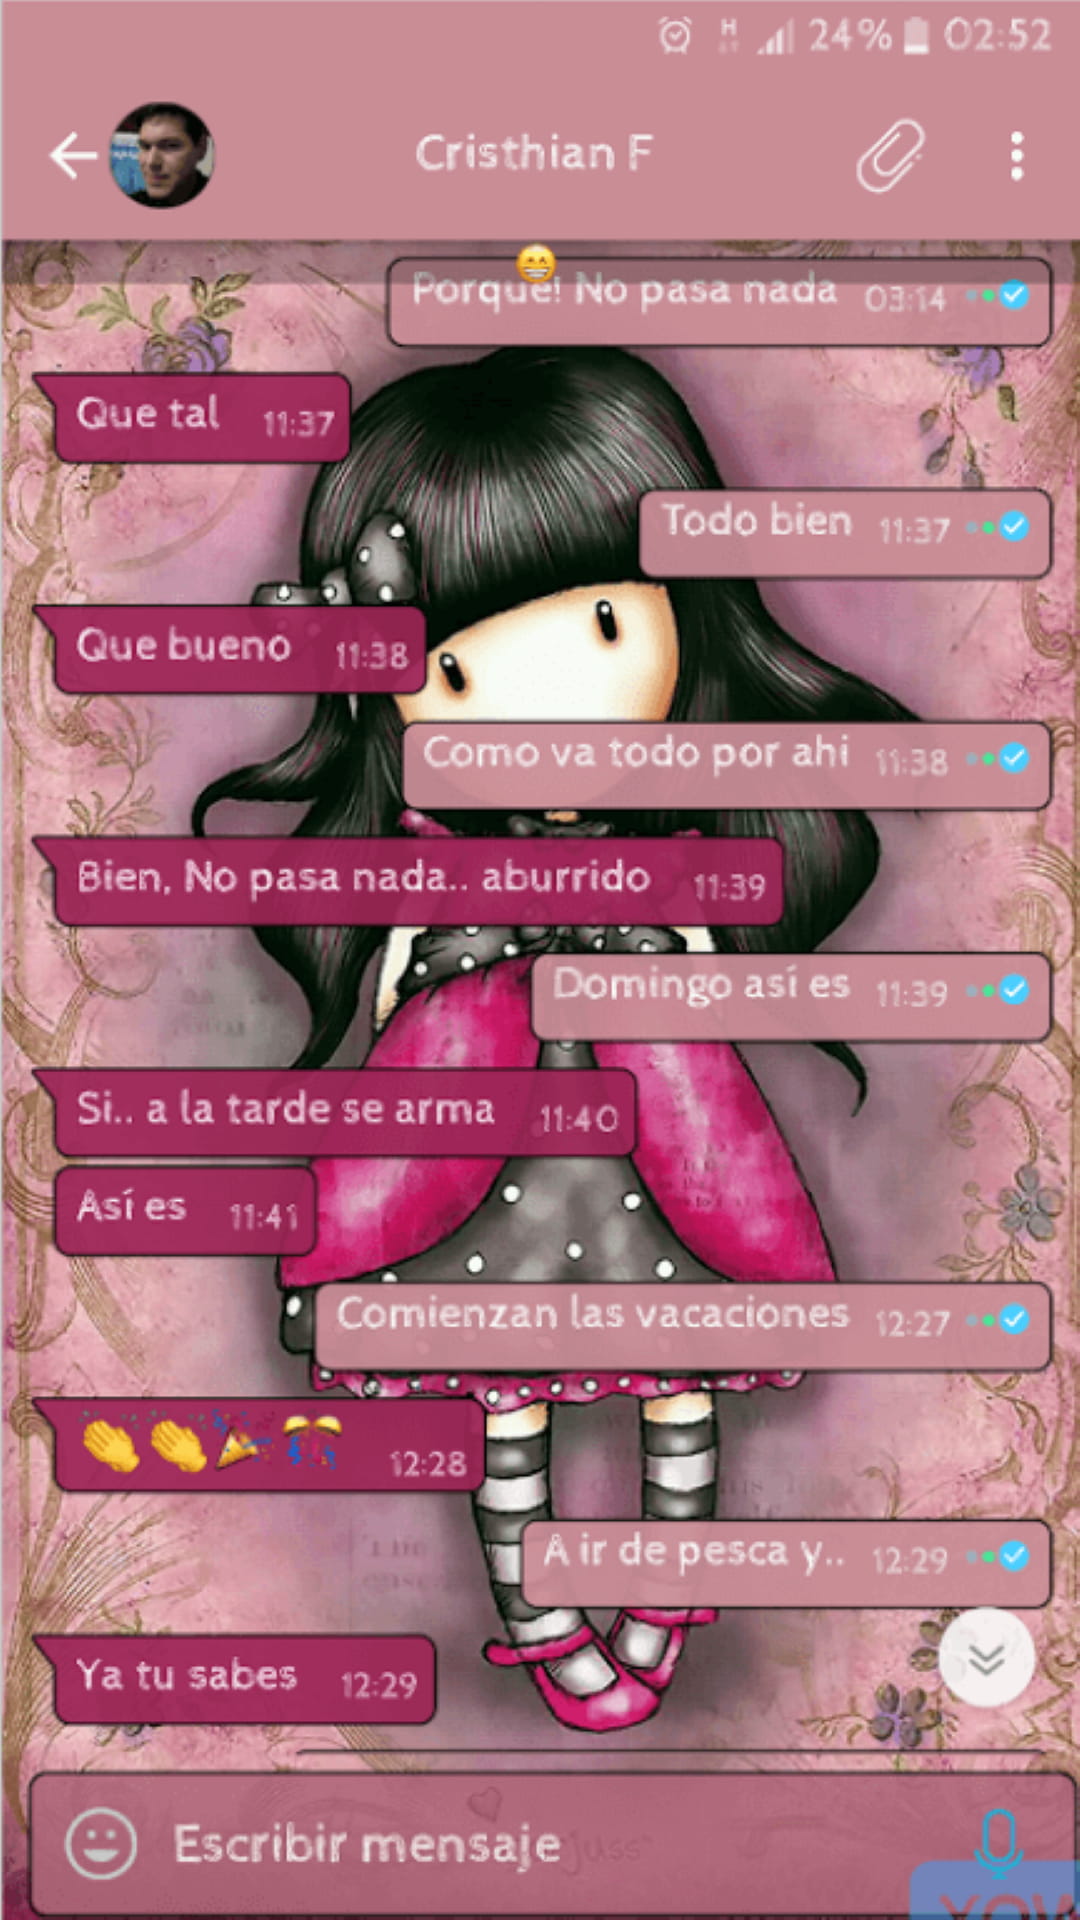 24% 02:52
Cristhian F
😁
Porque! No pasa nada 03:14
Que tal 11:37
Todo bien 11:37
Que bueno 11:38
Como va todo por ahi 11:38
Bien, No pasa nada.. aburrido 11:39
Domingo así es 11:39
Si.. a la tarde se arma 11:40
Así es 11:41
Comienzan las vacaciones 12:27
👏👏🎉🎊 12:28
A ir de pesca y.. 12:29
Ya tu sabes 12:29
Escribir mensaje